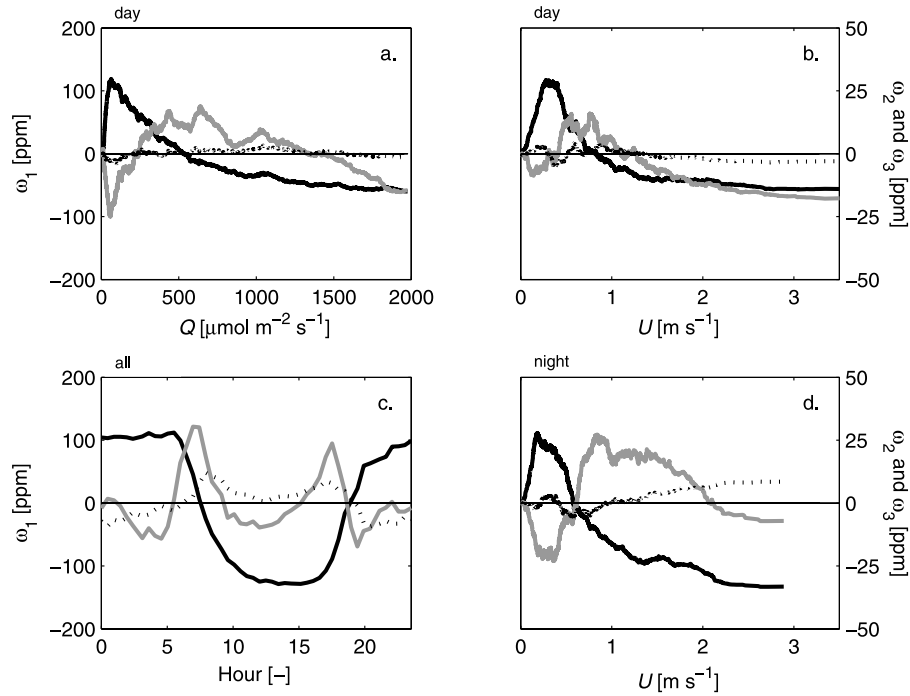 day
200
100
0
−100
−200
ω1 [ppm]
a.
0 500 1000 1500 2000
Q [μmol m−2 s−1]
day
50
25
0
−25
−50
ω2 and ω3 [ppm]
b.
0 1 2 3
U [m s−1]
all
200
100
0
−100
−200
ω1 [ppm]
c.
0 5 10 15 20
Hour [−]
night
50
25
0
−25
−50
ω2 and ω3 [ppm]
d.
0 1 2 3
U [m s−1]